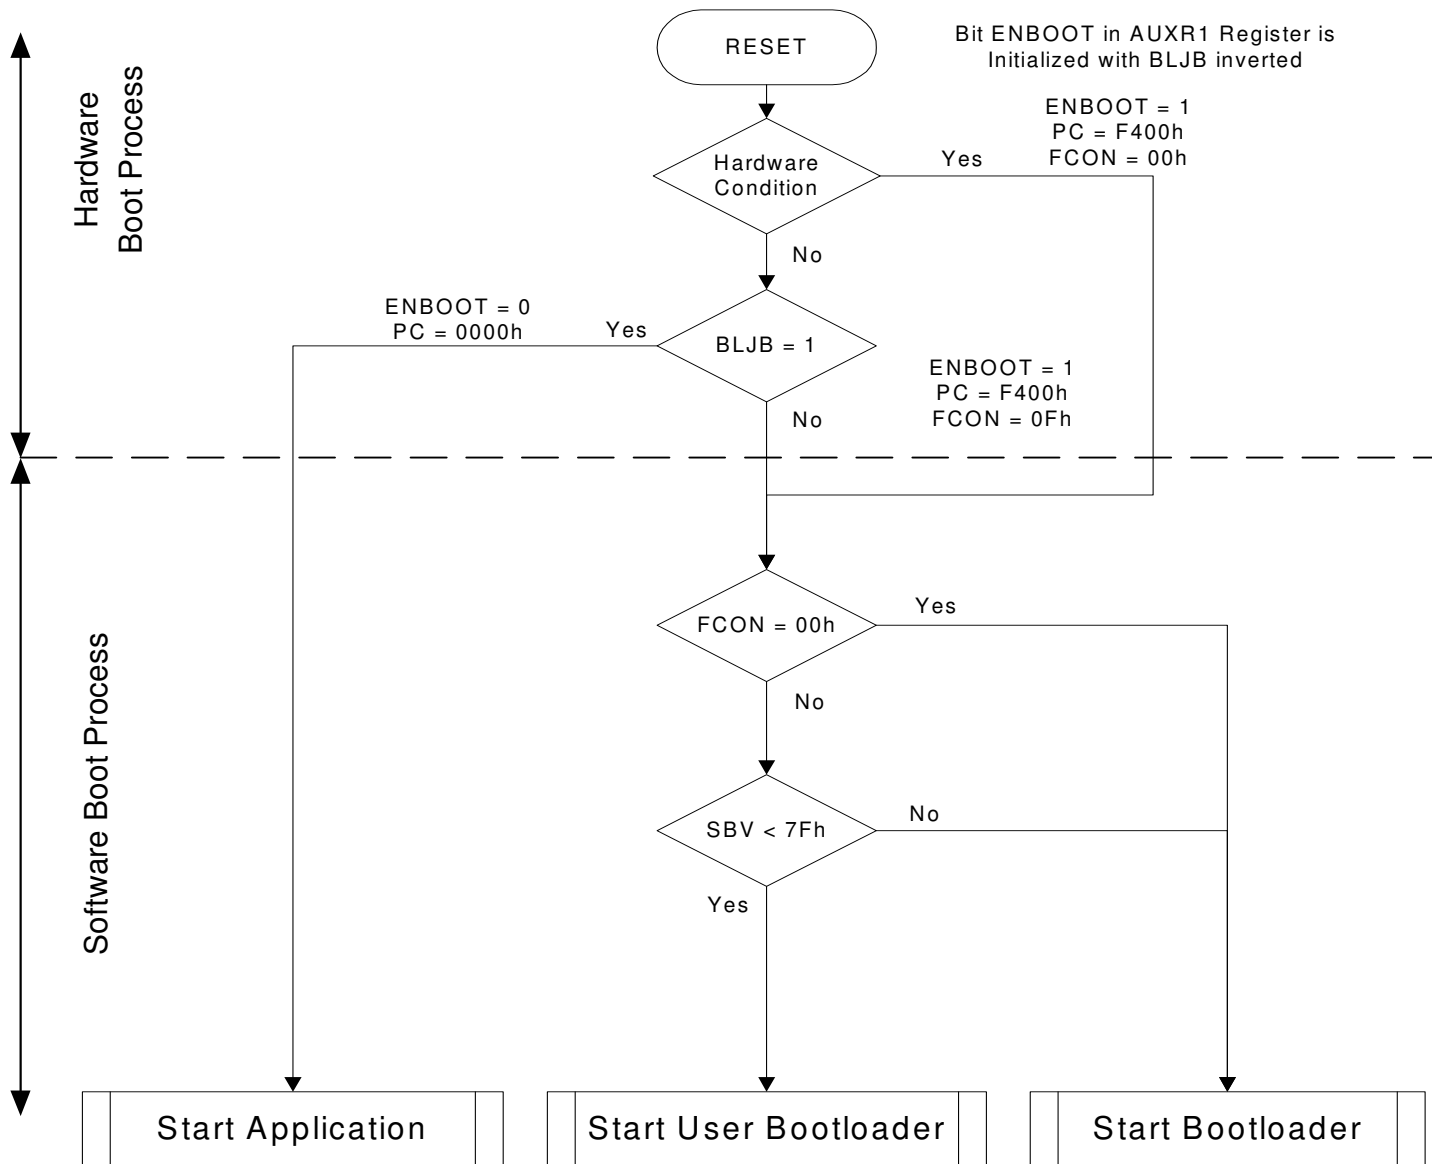 RESET
Bit ENBOOT in AUXR1 Register is
Initialized with BLJB inverted
Hardware
Boot Process
ENBOOT = 1
PC = F400h
FCON = 00h
Hardware
Condition
Yes
No
ENBOOT = 0
PC = 0000h
Yes
BLJB = 1
ENBOOT = 1
PC = F400h
FCON = 0Fh
No
Software Boot Process
FCON = 00h
Yes
No
SBV < 7Fh
No
Yes
Start Application
Start User Bootloader
Start Bootloader